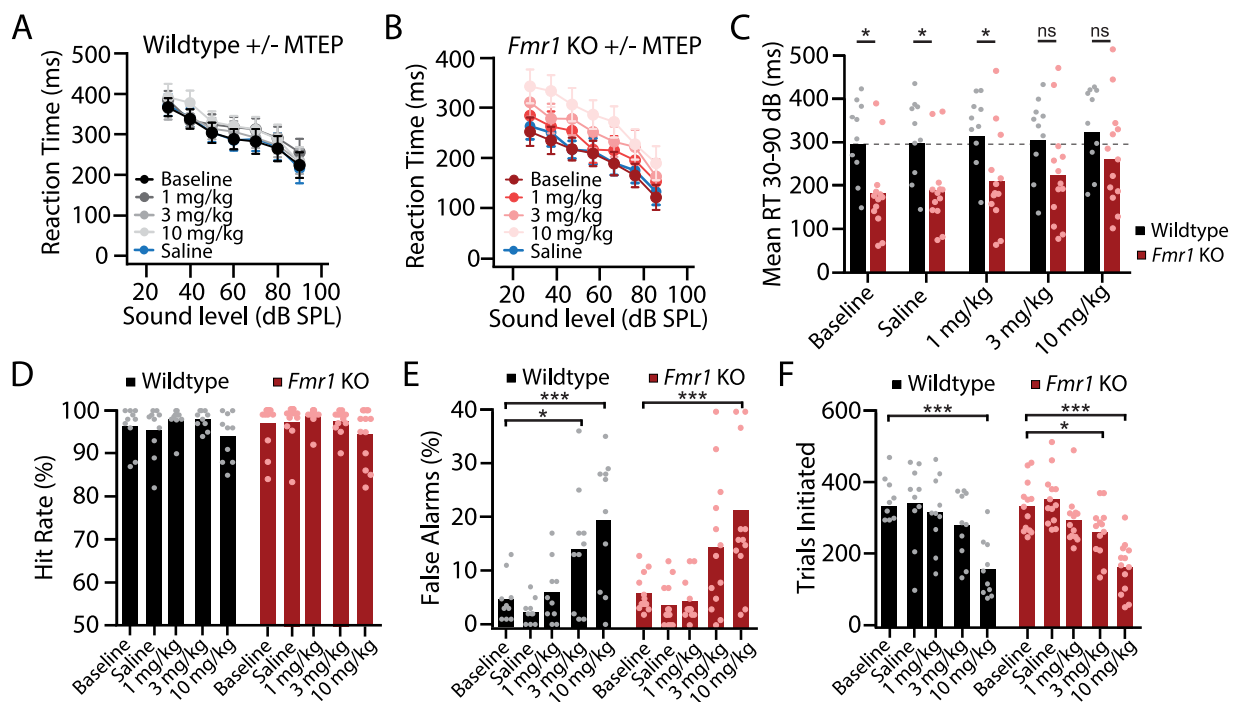 A
Wildtype +/- MTEP
Reaction Time (ms)
500
400
300
200
100
0
Baseline
1 mg/kg
3 mg/kg
10 mg/kg
Saline
20 40 60 80 100
Sound level (dB SPL)
B
Fmr1 KO +/- MTEP
Reaction Time (ms)
400
300
200
100
0
Baseline
1 mg/kg
3 mg/kg
10 mg/kg
Saline
20 40 60 80 100
Sound level (dB SPL)
C
Mean RT 30-90 dB (ms)
500
400
300
200
100
0
* * * ns ns
Wildtype
Fmr1 KO
Baseline
Saline
1 mg/kg
3 mg/kg
10 mg/kg
D
Wildtype Fmr1 KO
Hit Rate (%)
100
90
80
70
60
50
Baseline
Saline
1 mg/kg
3 mg/kg
10 mg/kg
Baseline
Saline
1 mg/kg
3 mg/kg
10 mg/kg
E
Wildtype Fmr1 KO
False Alarms (%)
40
30
20
10
0
*** ***
*
Baseline
Saline
1 mg/kg
3 mg/kg
10 mg/kg
Baseline
Saline
1 mg/kg
3 mg/kg
10 mg/kg
F
Wildtype Fmr1 KO
Trials Initiated
600
400
200
0
*** ***
*
Baseline
Saline
1 mg/kg
3 mg/kg
10 mg/kg
Baseline
Saline
1 mg/kg
3 mg/kg
10 mg/kg